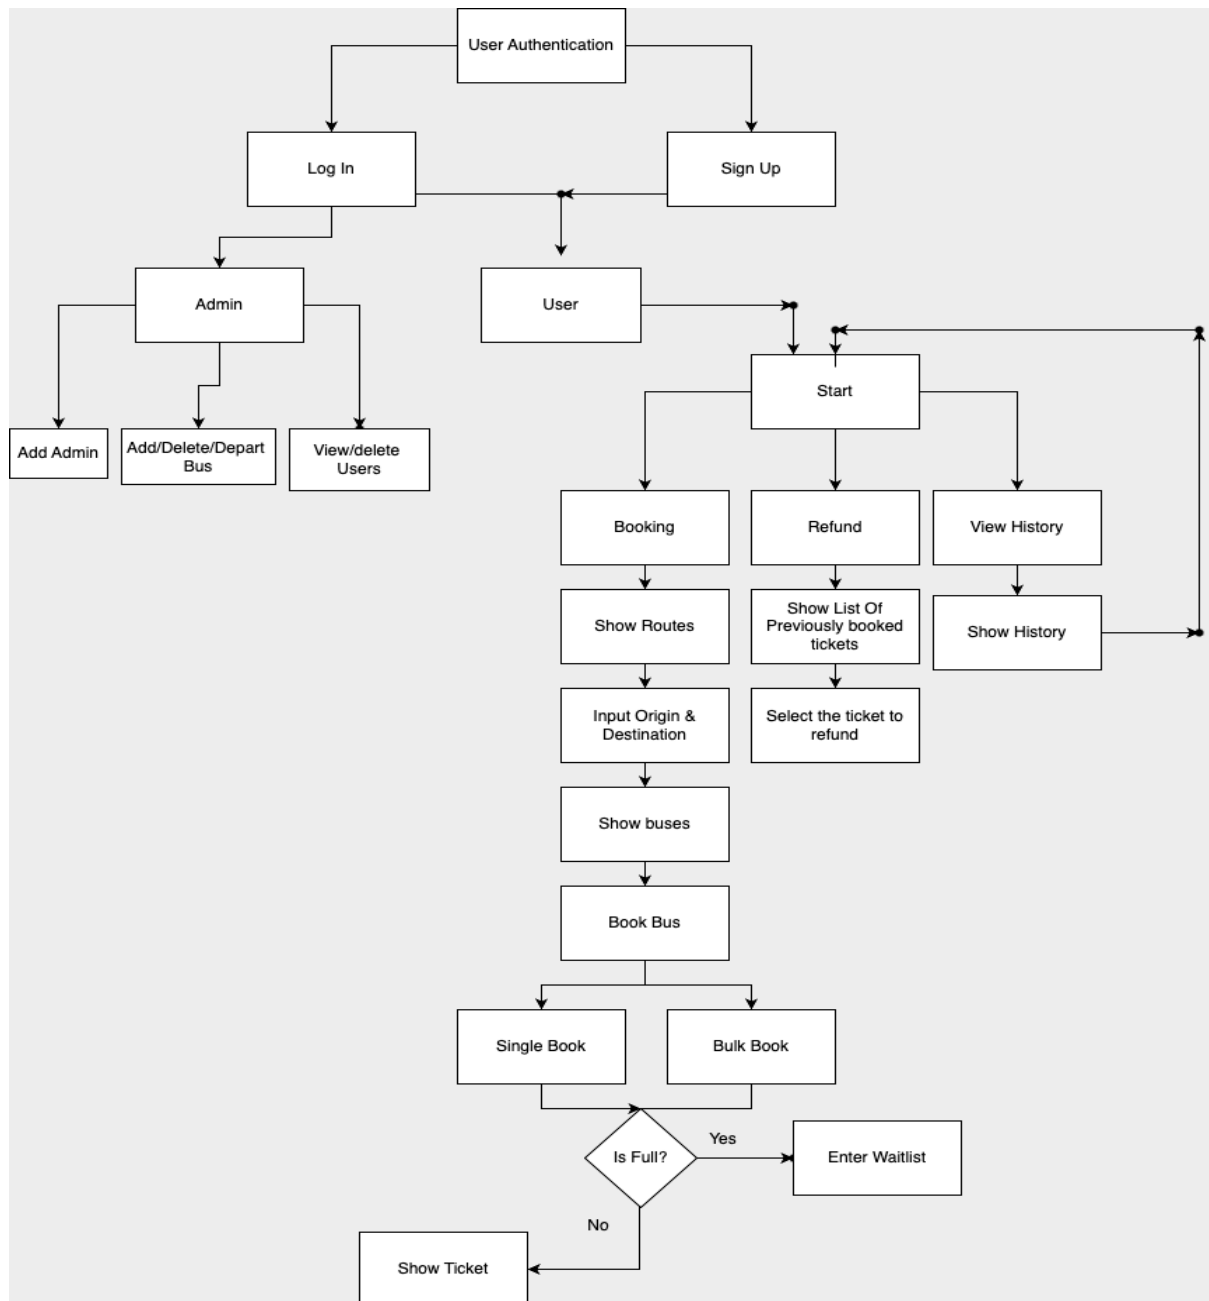 User Authentication
Log In
Sign Up
Admin
User
Start
Add Admin
Add/Delete/Depart
Bus
View/delete
Users
Booking
Refund
View History
Show Routes
Show List Of
Previously booked
tickets
Show History
Input Origin &
Destination
Select the ticket to
refund
Show buses
Book Bus
Single Book
Bulk Book
Is Full?
Yes
Enter Waitlist
No
Show Ticket